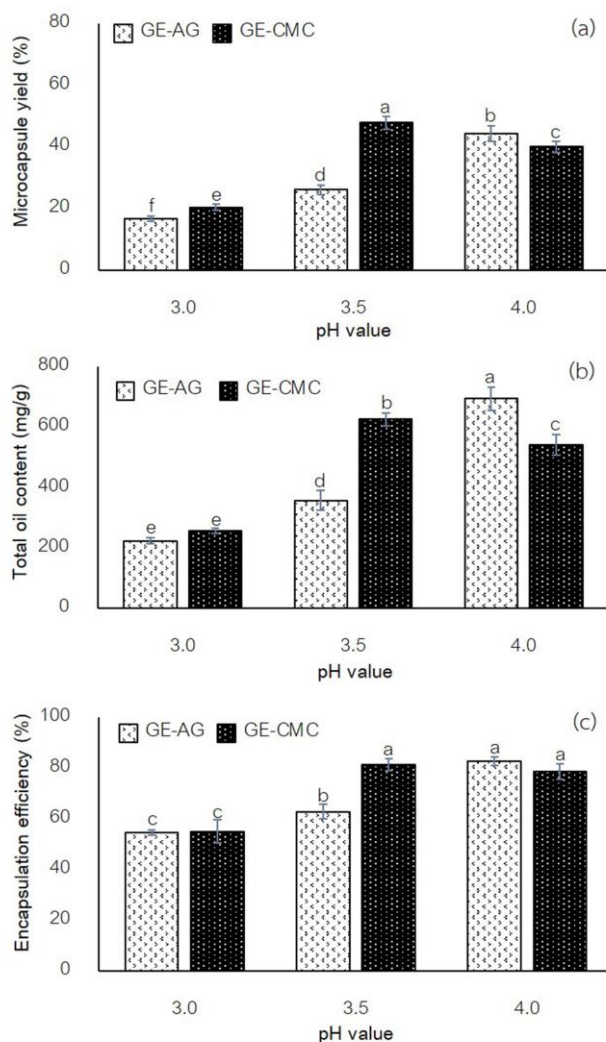 80
GE-AG GE-CMC (a)
a
60
b
c
40
d
e
f
20
0
3.0 3.5 4.0
pH value
Microcapsule yield (%)
800
GE-AG GE-CMC (b)
a
b
600
c
d
400
e e
200
0
3.0 3.5 4.0
pH value
Total oil content (mg/g)
100
GE-AG GE-CMC (c)
a a a
80
b
60
c c
40
20
0
3.0 3.5 4.0
pH value
Encapsulation efficiency (%)